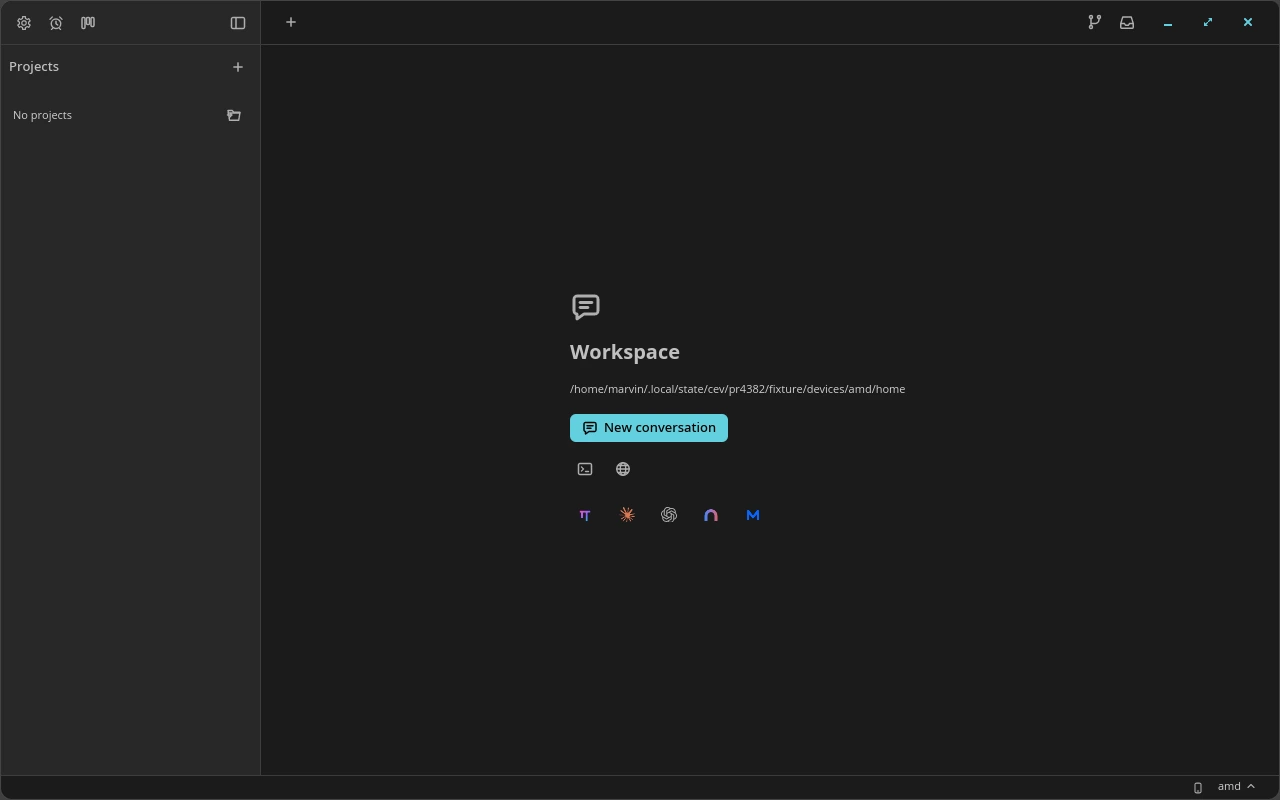 Projects
No projects
Workspace
/home/marvin/.local/state/cev/pr4382/fixture/devices/amd/home
New conversation
amd